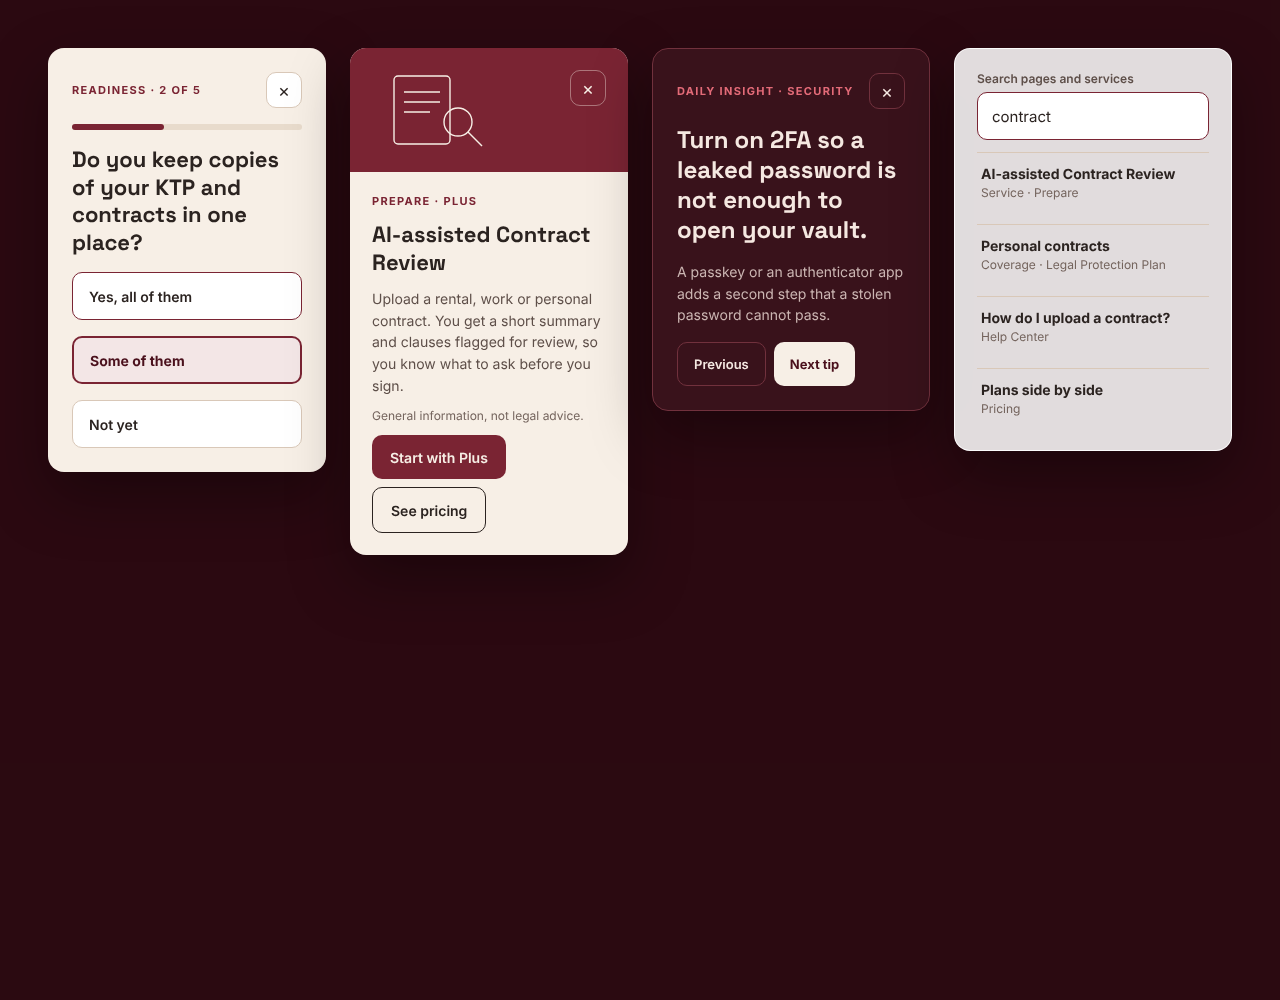 READINESS · 2 OF 5
×
Do you keep copies
of your KTP and
contracts in one
place?
Yes, all of them
Some of them
Not yet
×
PREPARE · PLUS
AI-assisted Contract
Review
Upload a rental, work or personal
contract. You get a short summary
and clauses flagged for review, so
you know what to ask before you
sign.
General information, not legal advice.
Start with Plus
See pricing
DAILY INSIGHT · SECURITY
×
Turn on 2FA so a
leaked password is
not enough to
open your vault.
A passkey or an authenticator app
adds a second step that a stolen
password cannot pass.
Previous
Next tip
Search pages and services
contract
AI-assisted Contract Review
Service · Prepare
Personal contracts
Coverage · Legal Protection Plan
How do I upload a contract?
Help Center
Plans side by side
Pricing